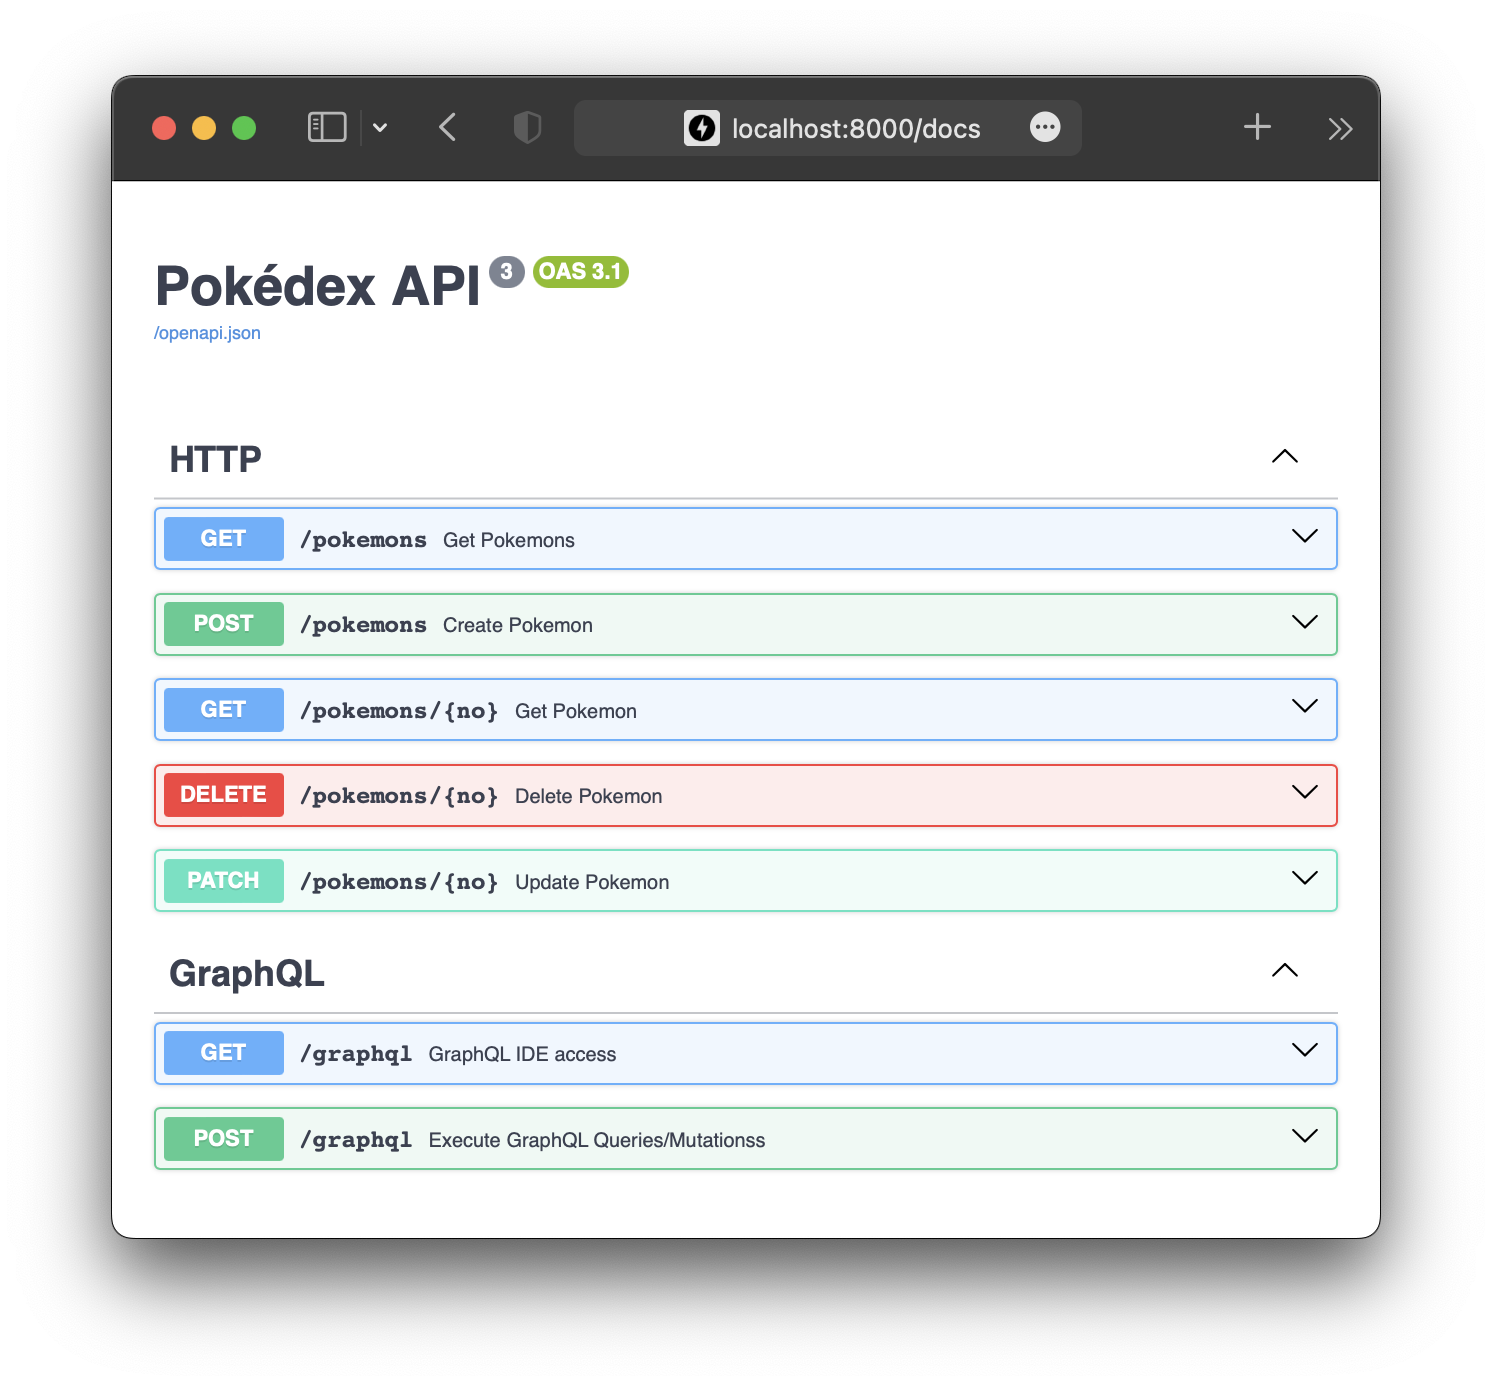 localhost:8000/docs
Pokédex API 3 OAS 3.1
/openapi.json
HTTP
GET /pokemons Get Pokemons
POST /pokemons Create Pokemon
GET /pokemons/{no} Get Pokemon
DELETE /pokemons/{no} Delete Pokemon
PATCH /pokemons/{no} Update Pokemon
GraphQL
GET /graphql GraphQL IDE access
POST /graphql Execute GraphQL Queries/Mutationss